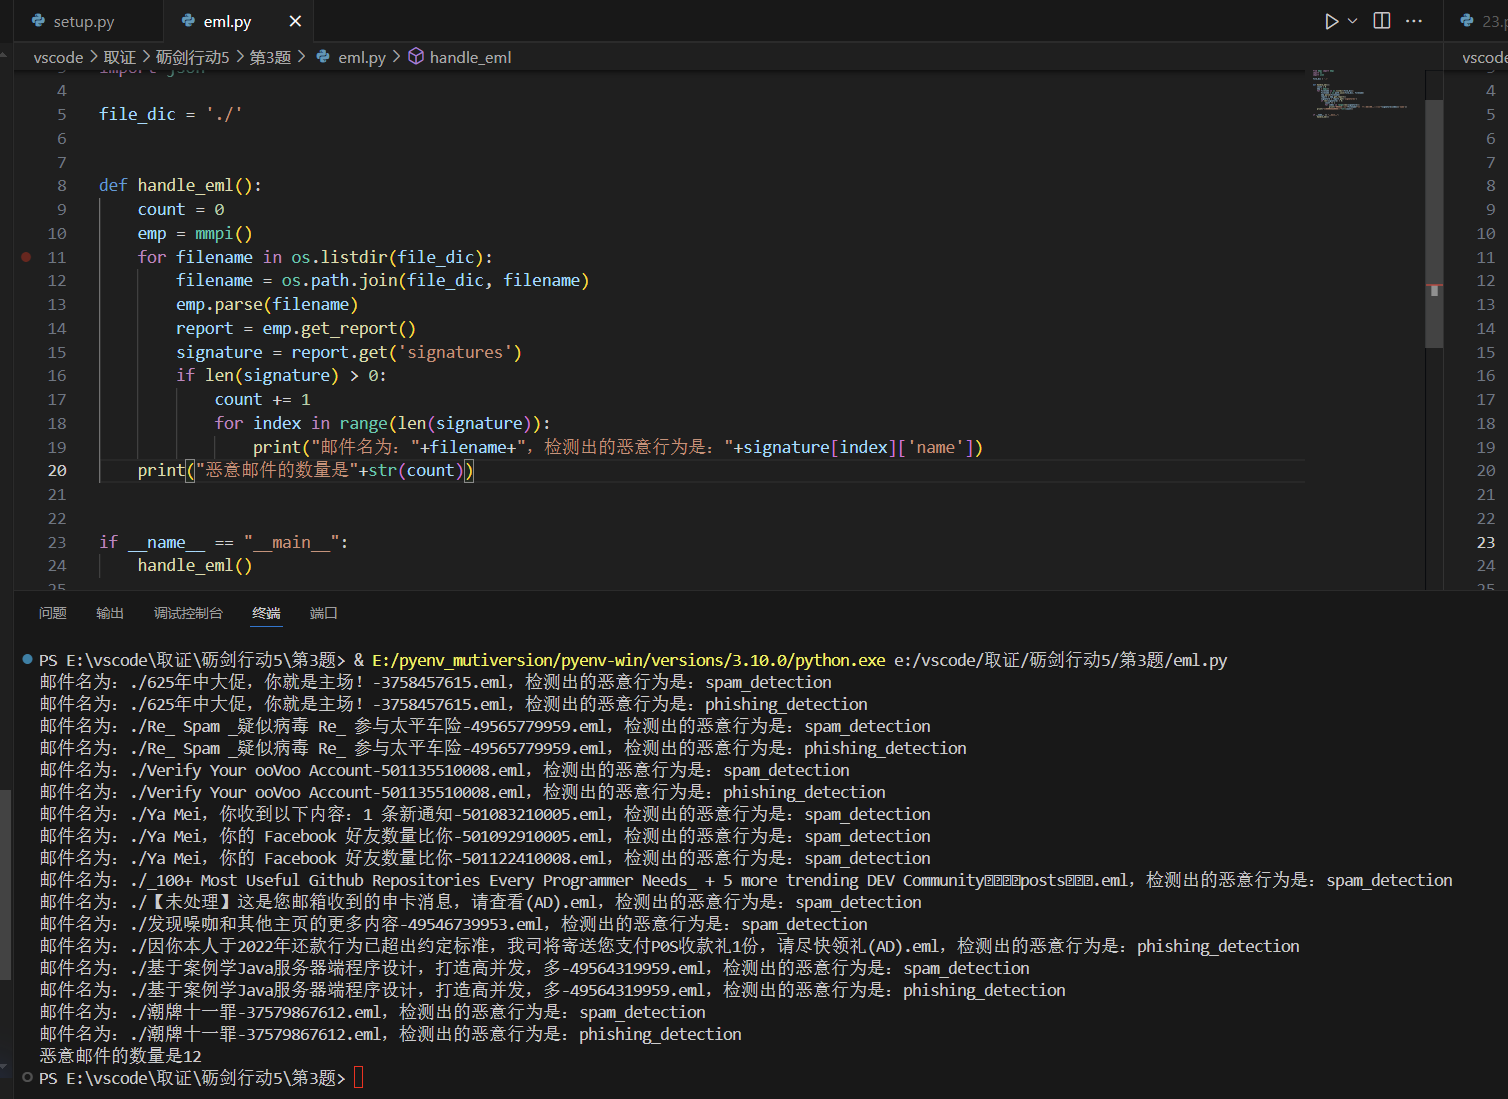 setup.py
eml.py
23.p
vscode > 取证 > 砺剑行动5 > 第3题 > eml.py > handle_eml
vscode
import json
4
5 file_dic = './'
6
7
8 def handle_eml():
9 count = 0
10 emp = mmpi()
11 for filename in os.listdir(file_dic):
12 filename = os.path.join(file_dic, filename)
13 emp.parse(filename)
14 report = emp.get_report()
15 signature = report.get('signatures')
16 if len(signature) > 0:
17 count += 1
18 for index in range(len(signature)):
19 print("邮件名为："+filename+"，检测出的恶意行为是："+signature[index]['name'])
20 print("恶意邮件的数量是"+str(count))
21
22
23 if __name__ == "__main__":
24 handle_eml()
25
4
5
6
7
8
9
10
11
12
13
14
15
16
17
18
19
20
21
22
23
24
25
问题 输出 调试控制台 终端 端口
PS E:\vscode\取证\砺剑行动5\第3题> & E:/pyenv_mutiversion/pyenv-win/versions/3.10.0/python.exe e:/vscode/取证/砺剑行动5/第3题/eml.py
邮件名为：./625年中大促，你就是主场！-3758457615.eml，检测出的恶意行为是：spam_detection
邮件名为：./625年中大促，你就是主场！-3758457615.eml，检测出的恶意行为是：phishing_detection
邮件名为：./Re_ Spam _疑似病毒 Re_ 参与太平车险-49565779959.eml，检测出的恶意行为是：spam_detection
邮件名为：./Re_ Spam _疑似病毒 Re_ 参与太平车险-49565779959.eml，检测出的恶意行为是：phishing_detection
邮件名为：./Verify Your ooVoo Account-501135510008.eml，检测出的恶意行为是：spam_detection
邮件名为：./Verify Your ooVoo Account-501135510008.eml，检测出的恶意行为是：phishing_detection
邮件名为：./Ya Mei，你收到以下内容：1 条新通知-501083210005.eml，检测出的恶意行为是：spam_detection
邮件名为：./Ya Mei，你的 Facebook 好友数量比你-501092910005.eml，检测出的恶意行为是：spam_detection
邮件名为：./Ya Mei，你的 Facebook 好友数量比你-501122410008.eml，检测出的恶意行为是：spam_detection
邮件名为：./_100+ Most Useful Github Repositories Every Programmer Needs_ + 5 more trending DEV Community posts .eml，检测出的恶意行为是：spam_detection
邮件名为：./【未处理】这是您邮箱收到的申卡消息，请查看(AD).eml，检测出的恶意行为是：spam_detection
邮件名为：./发现噪咖和其他主页的更多内容-49546739953.eml，检测出的恶意行为是：spam_detection
邮件名为：./因你本人于2022年还款行为已超出约定标准，我司将寄送您支付POS收款礼1份，请尽快领礼(AD).eml，检测出的恶意行为是：phishing_detection
邮件名为：./基于案例学Java服务器端程序设计，打造高并发，多-49564319959.eml，检测出的恶意行为是：spam_detection
邮件名为：./基于案例学Java服务器端程序设计，打造高并发，多-49564319959.eml，检测出的恶意行为是：phishing_detection
邮件名为：./潮牌十一罪-37579867612.eml，检测出的恶意行为是：spam_detection
邮件名为：./潮牌十一罪-37579867612.eml，检测出的恶意行为是：phishing_detection
恶意邮件的数量是12
PS E:\vscode\取证\砺剑行动5\第3题>